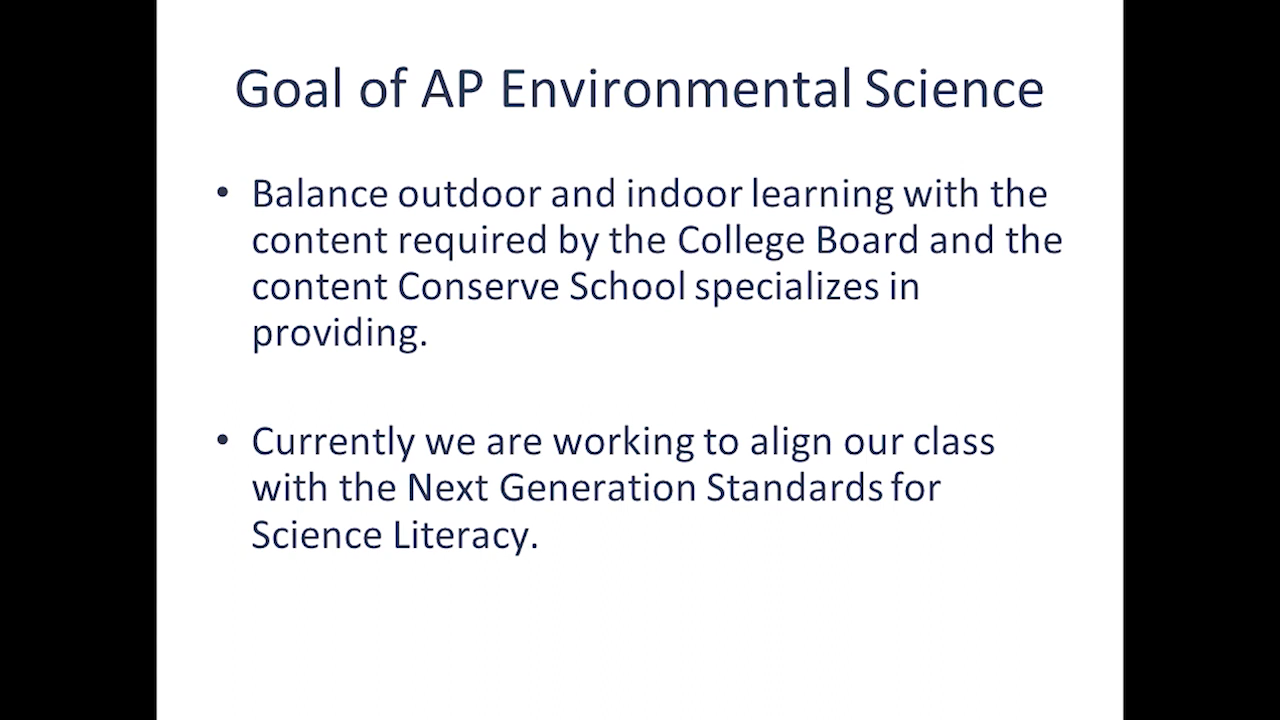 Goal of AP Environmental Science
• Balance outdoor and indoor learning with the
content required by the College Board and the
content Conserve School specializes in
providing.
• Currently we are working to align our class
with the Next Generation Standards for
Science Literacy.